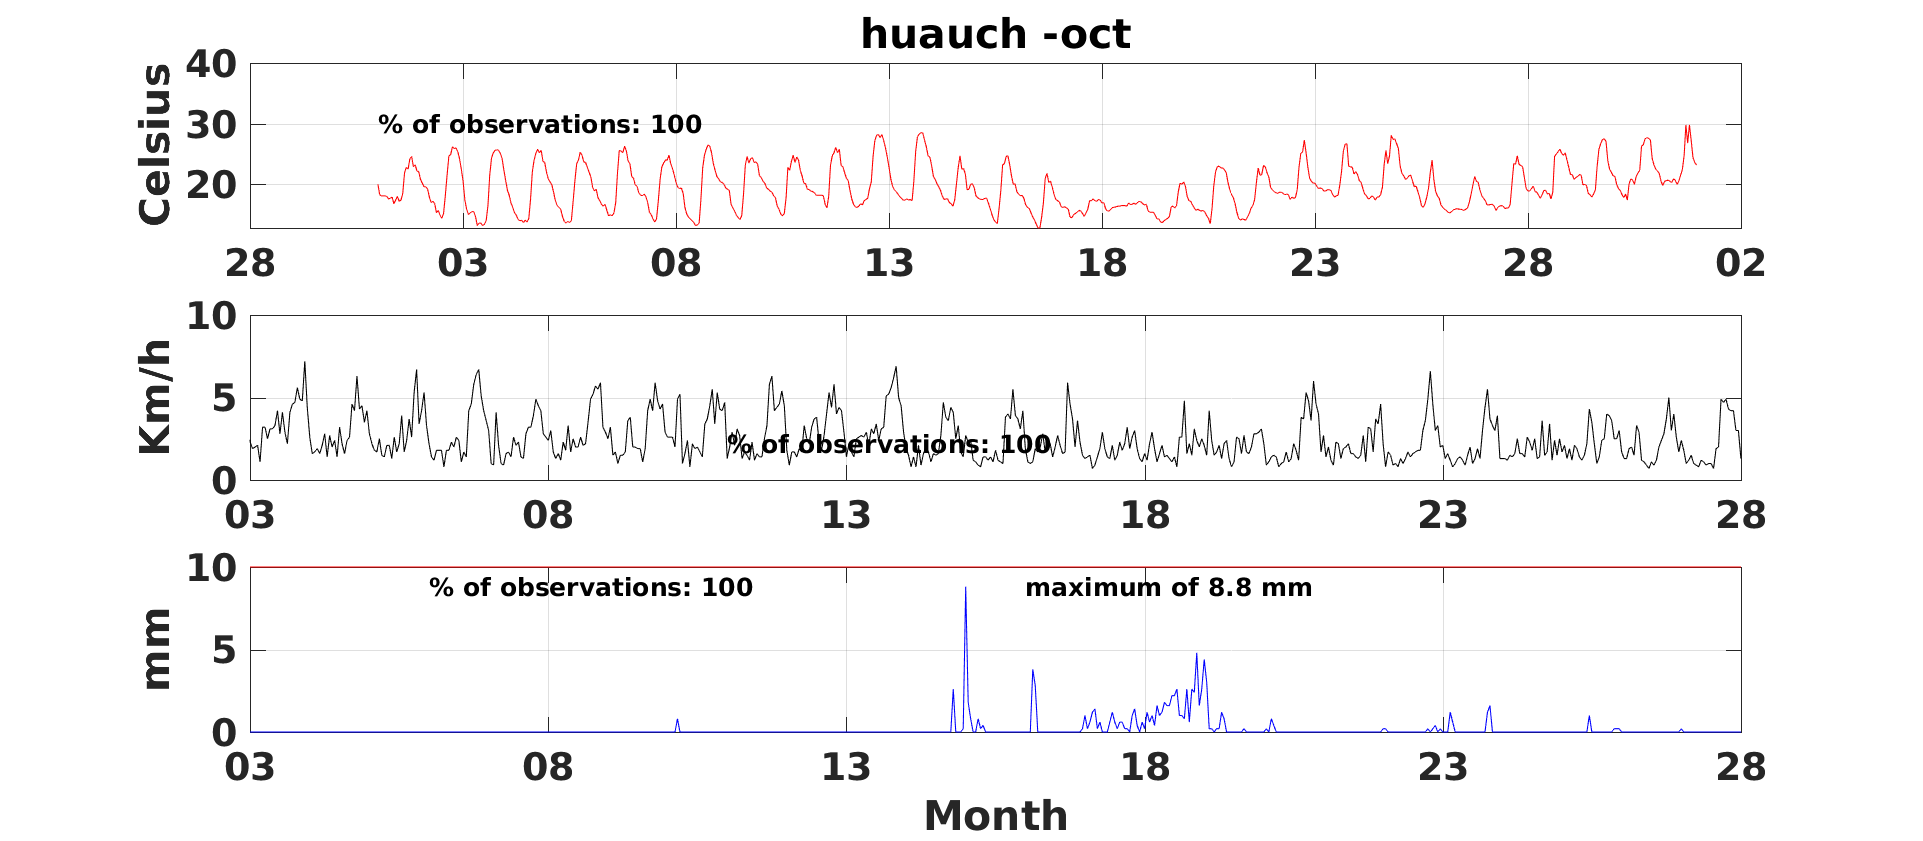 huauch -oct
Celsius
40
30
20
% of observations: 100
28 03 08 13 18 23 28 02
Km/h
10
5
0
% of observations: 100
03 08 13 18 23 28
mm
10
5
0
% of observations: 100 maximum of 8.8 mm
03 08 13 18 23 28
Month